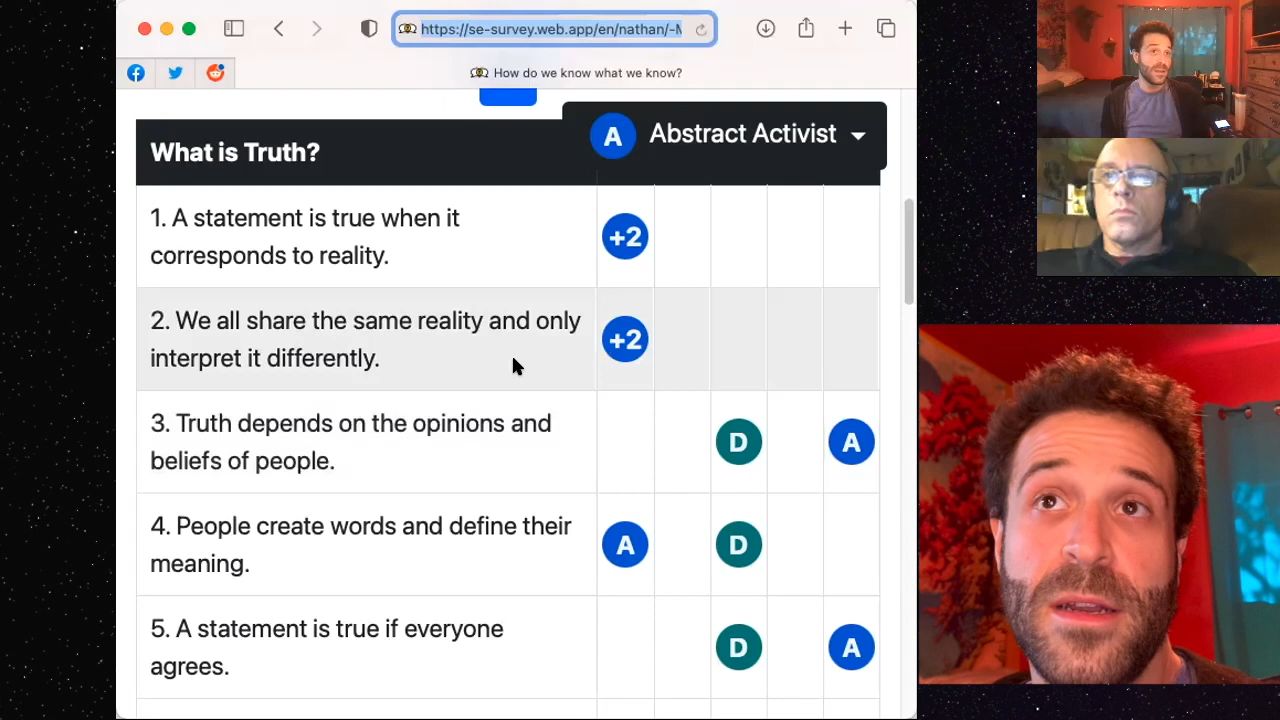 https://se-survey.web.app/en/nathan/-M
How do we know what we know?
What is Truth?
A Abstract Activist
1. A statement is true when it
corresponds to reality.
+2
2. We all share the same reality and only
interpret it differently.
+2
3. Truth depends on the opinions and
beliefs of people.
D A
4. People create words and define their
meaning.
A D
5. A statement is true if everyone
agrees.
D A